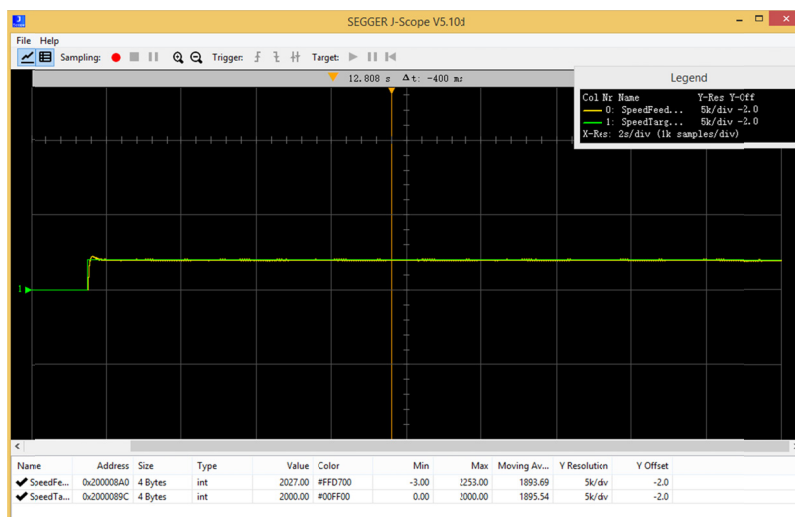 SEGGER J-Scope V5.10d
File Help
Sampling: Trigger: Target:
12.808 s Δt: -400 ms
Legend
Col Nr Name Y-Res Y-Off
0: SpeedFeed... 5k/div -2.0
1: SpeedTarg... 5k/div -2.0
X-Res: 2s/div (1k samples/div)
1
Name Address Size Type Value Color Min Max Moving Av... Y Resolution Y Offset
SpeedFe... 0x200008A0 4 Bytes int 2027.00 #FFD700 -3.00 !253.00 1893.69 5k/div -2.0
SpeedTa... 0x2000089C 4 Bytes int 2000.00 #00FF00 0.00 !000.00 1895.54 5k/div -2.0